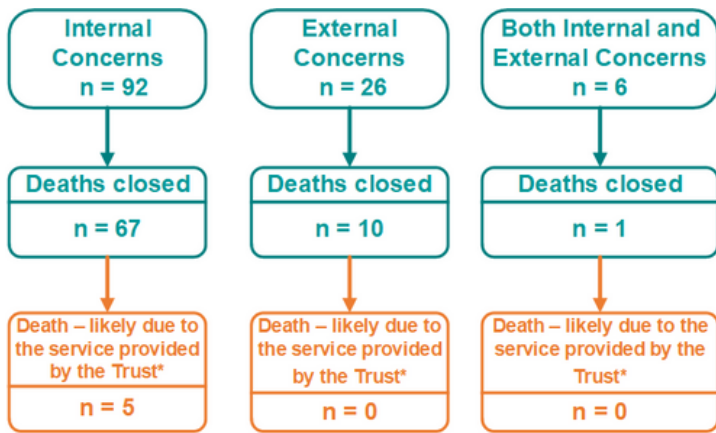 Internal
Concerns
n = 92
External
Concerns
n = 26
Both Internal and
External Concerns
n = 6
Deaths closed
n = 67
Deaths closed
n = 10
Deaths closed
n = 1
Death – likely due to
the service provided
by the Trust*
n = 5
Death – likely due to
the service provided
by the Trust*
n = 0
Death – likely due to the
service provided by the
Trust*
n = 0